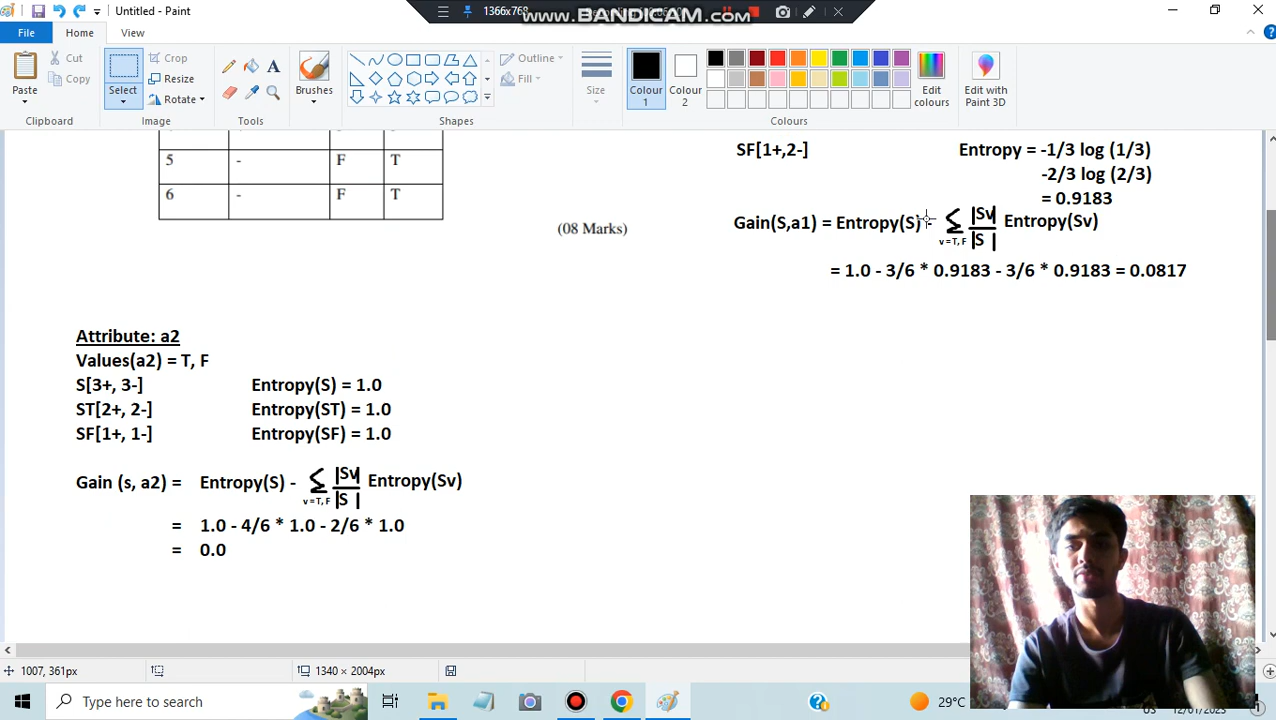 Untitled - Paint
1366x768
www.BANDICAM.com
File
Home
View
Paste
Cut
Copy
Clipboard
Select
Crop
Resize
Rotate
Image
A
Tools
Brushes
Outline
Fill
Shapes
Size
Colour
1
Colour
2
Edit
colours
Edit with
Paint 3D
Colours
5 - F T
6 - F T
(08 Marks)
SF[1+,2-] Entropy = -1/3 log (1/3)
-2/3 log (2/3)
= 0.9183
Gain(S,a1) = Entropy(S) - ≤ |Sv| Entropy(Sv)
v = T, F |S |
= 1.0 - 3/6 * 0.9183 - 3/6 * 0.9183 = 0.0817
Attribute: a2
Values(a2) = T, F
S[3+, 3-] Entropy(S) = 1.0
ST[2+, 2-] Entropy(ST) = 1.0
SF[1+, 1-] Entropy(SF) = 1.0
Gain (s, a2) = Entropy(S) - ≤ |Sv| Entropy(Sv)
v = T, F |S |
= 1.0 - 4/6 * 1.0 - 2/6 * 1.0
= 0.0
1007, 361px
1340 × 2004px
Type here to search
29°C
12/01/2023